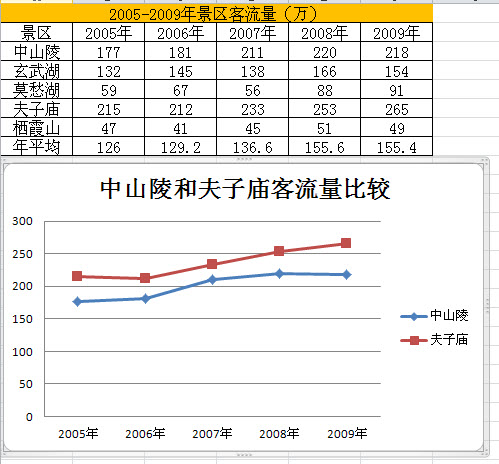 2005-2009年景区客流量（万）
景区 2005年 2006年 2007年 2008年 2009年
中山陵 177 181 211 220 218
玄武湖 132 145 138 166 154
莫愁湖 59 67 56 88 91
夫子庙 215 212 233 253 265
栖霞山 47 41 45 51 49
年平均 126 129.2 136.6 155.6 155.4
中山陵和夫子庙客流量比较
300
250
200
150
100
50
0
2005年 2006年 2007年 2008年 2009年
中山陵
夫子庙